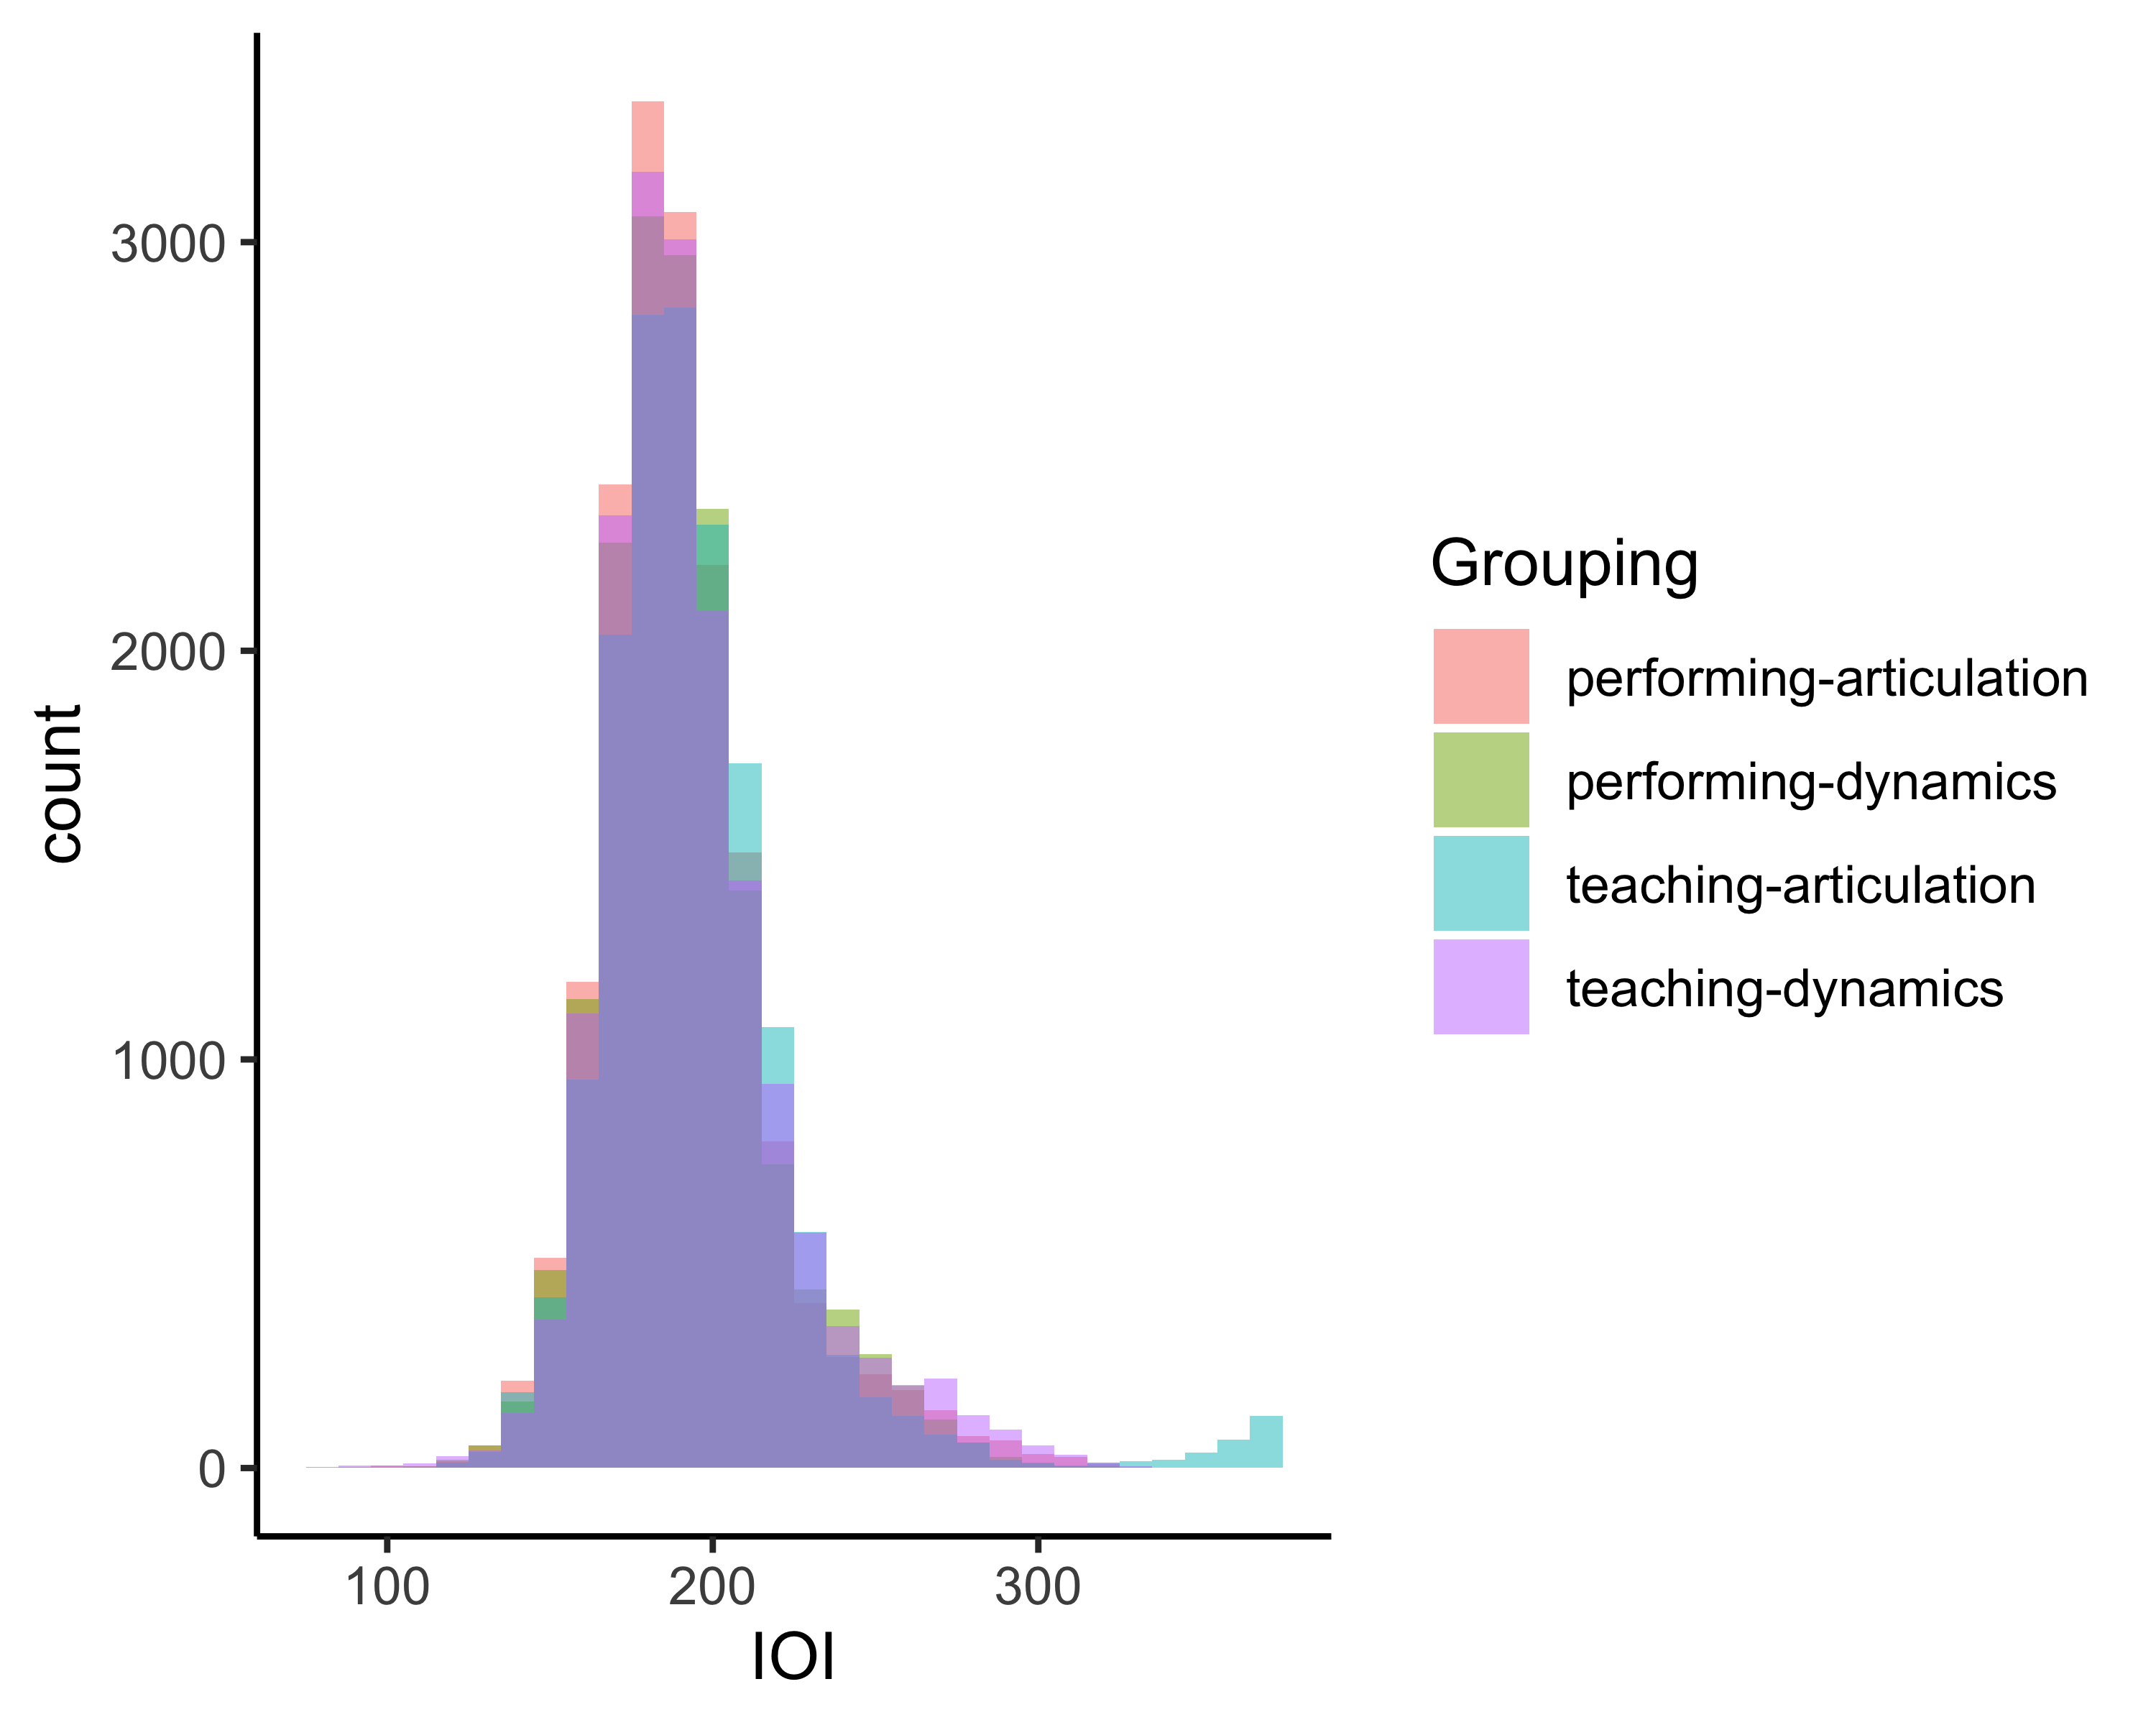 3000
2000
1000
0
count
100 200 300
IOI
Grouping
performing-articulation
performing-dynamics
teaching-articulation
teaching-dynamics